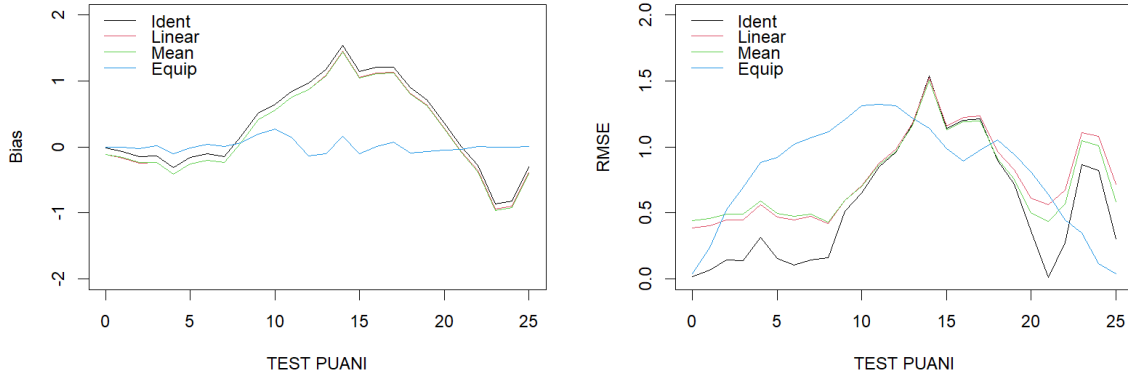 2
1
0
-1
-2
Bias
Ident
Linear
Mean
Equip
0 5 10 15 20 25
TEST PUANI
2.0
1.5
1.0
0.5
0.0
RMSE
Ident
Linear
Mean
Equip
0 5 10 15 20 25
TEST PUANI